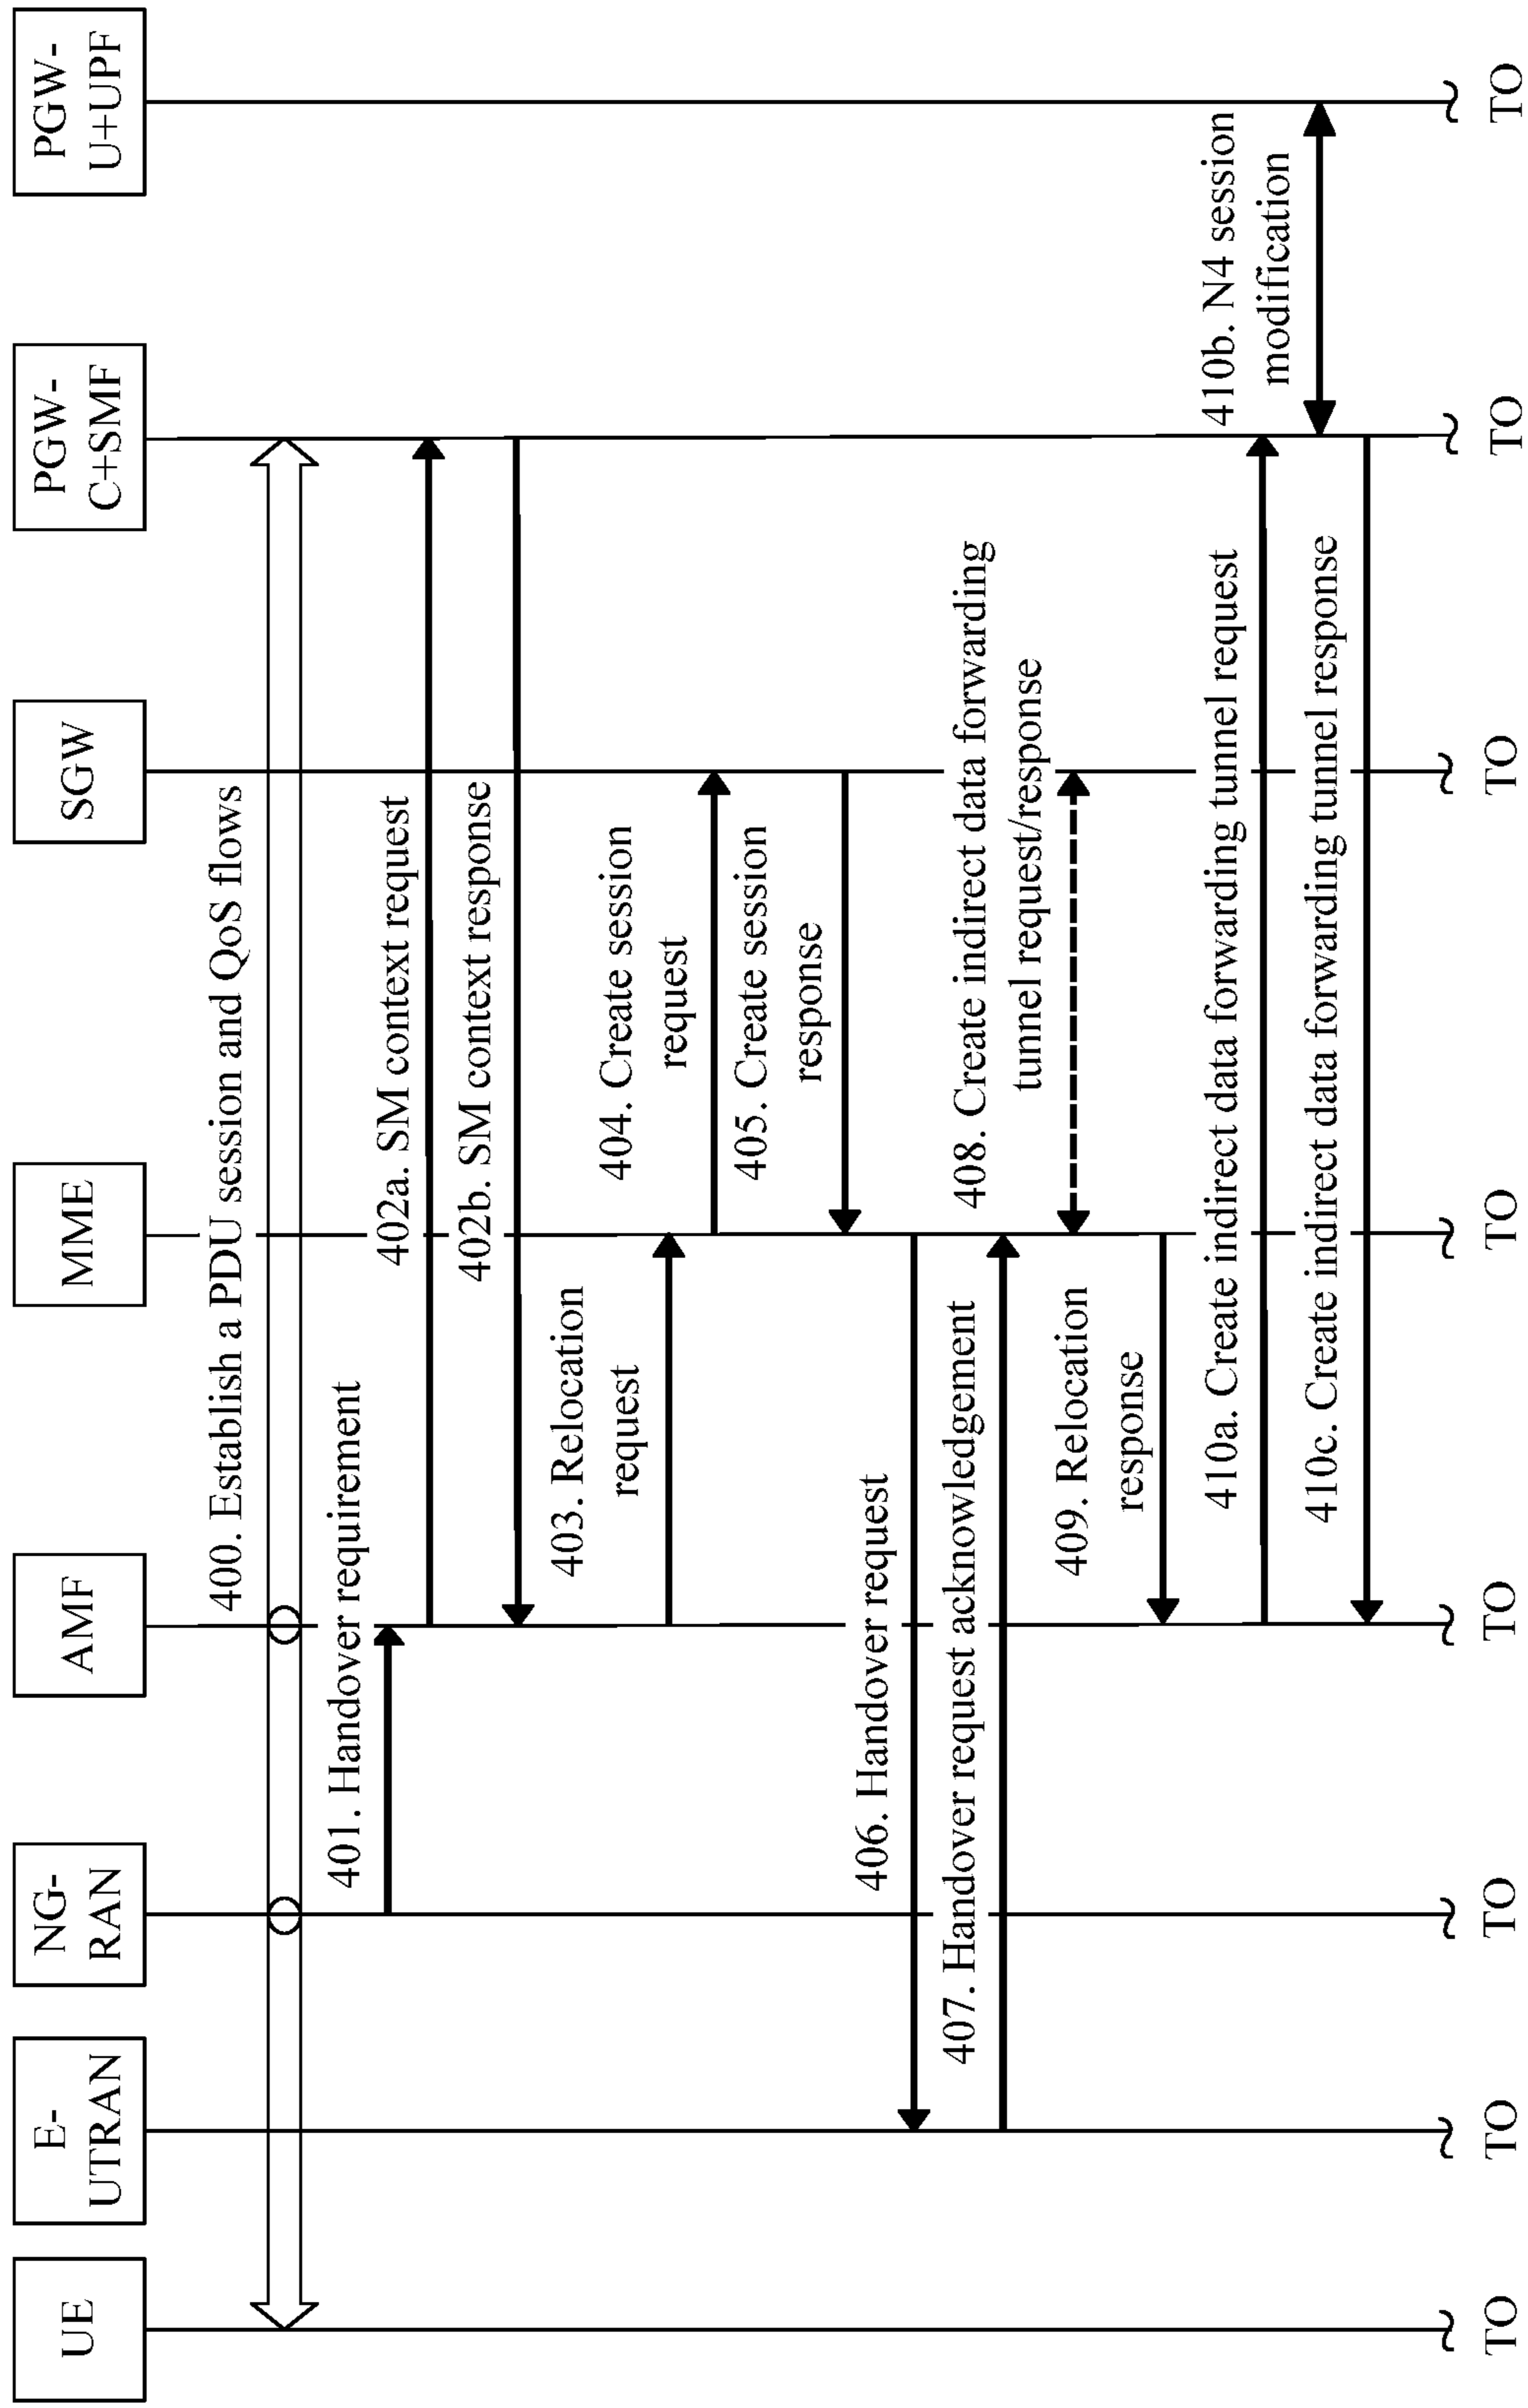 UE
E-
UTRAN
NG-
RAN
AMF
MME
SGW
PGW-
C+SMF
PGW-
U+UPF
400. Establish a PDU session and QoS flows
401. Handover requirement
402a. SM context request
402b. SM context response
403. Relocation
request
404. Create session
request
405. Create session
response
406. Handover request
407. Handover request acknowledgement
408. Create indirect data forwarding
tunnel request/response
409. Relocation
response
410a. Create indirect data forwarding tunnel request
410b. N4 session
modification
410c. Create indirect data forwarding tunnel response
TO
TO
TO
TO
TO
TO
TO
TO